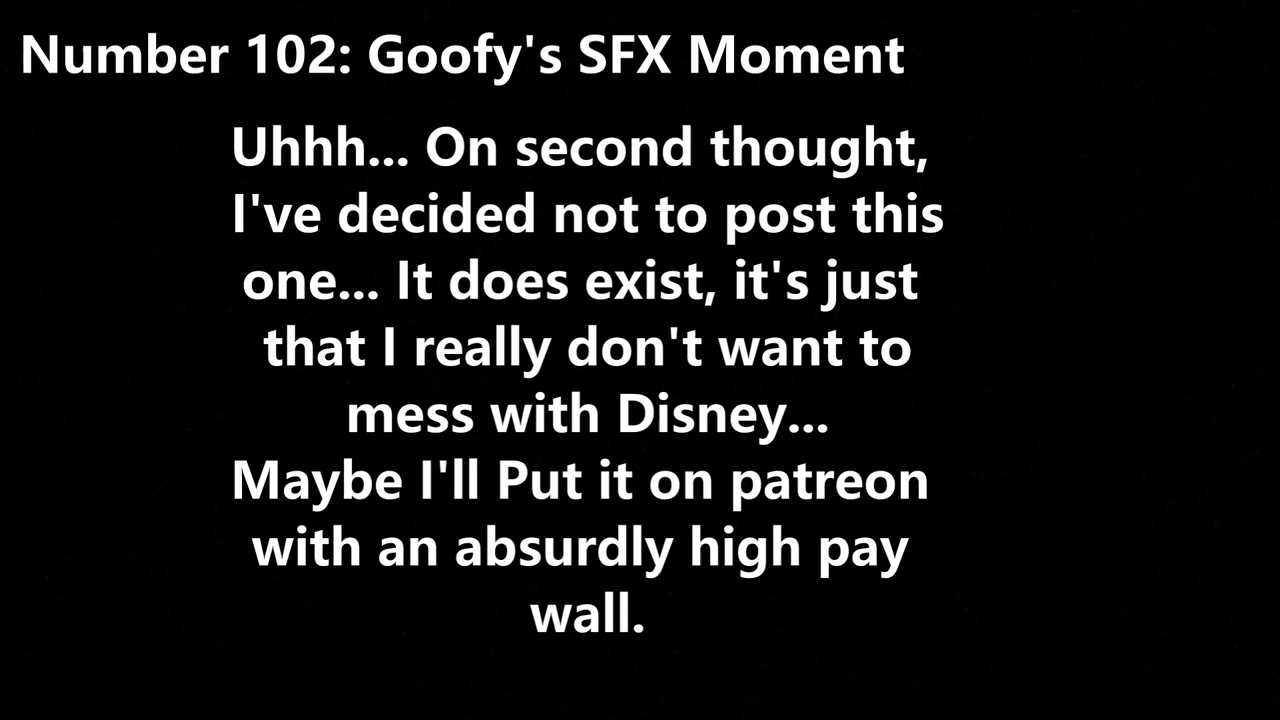 Number 102: Goofy's SFX Moment
Uhhh... On second thought,
I've decided not to post this
one... It does exist, it's just
that I really don't want to
mess with Disney...
Maybe I'll Put it on patreon
with an absurdly high pay
wall.